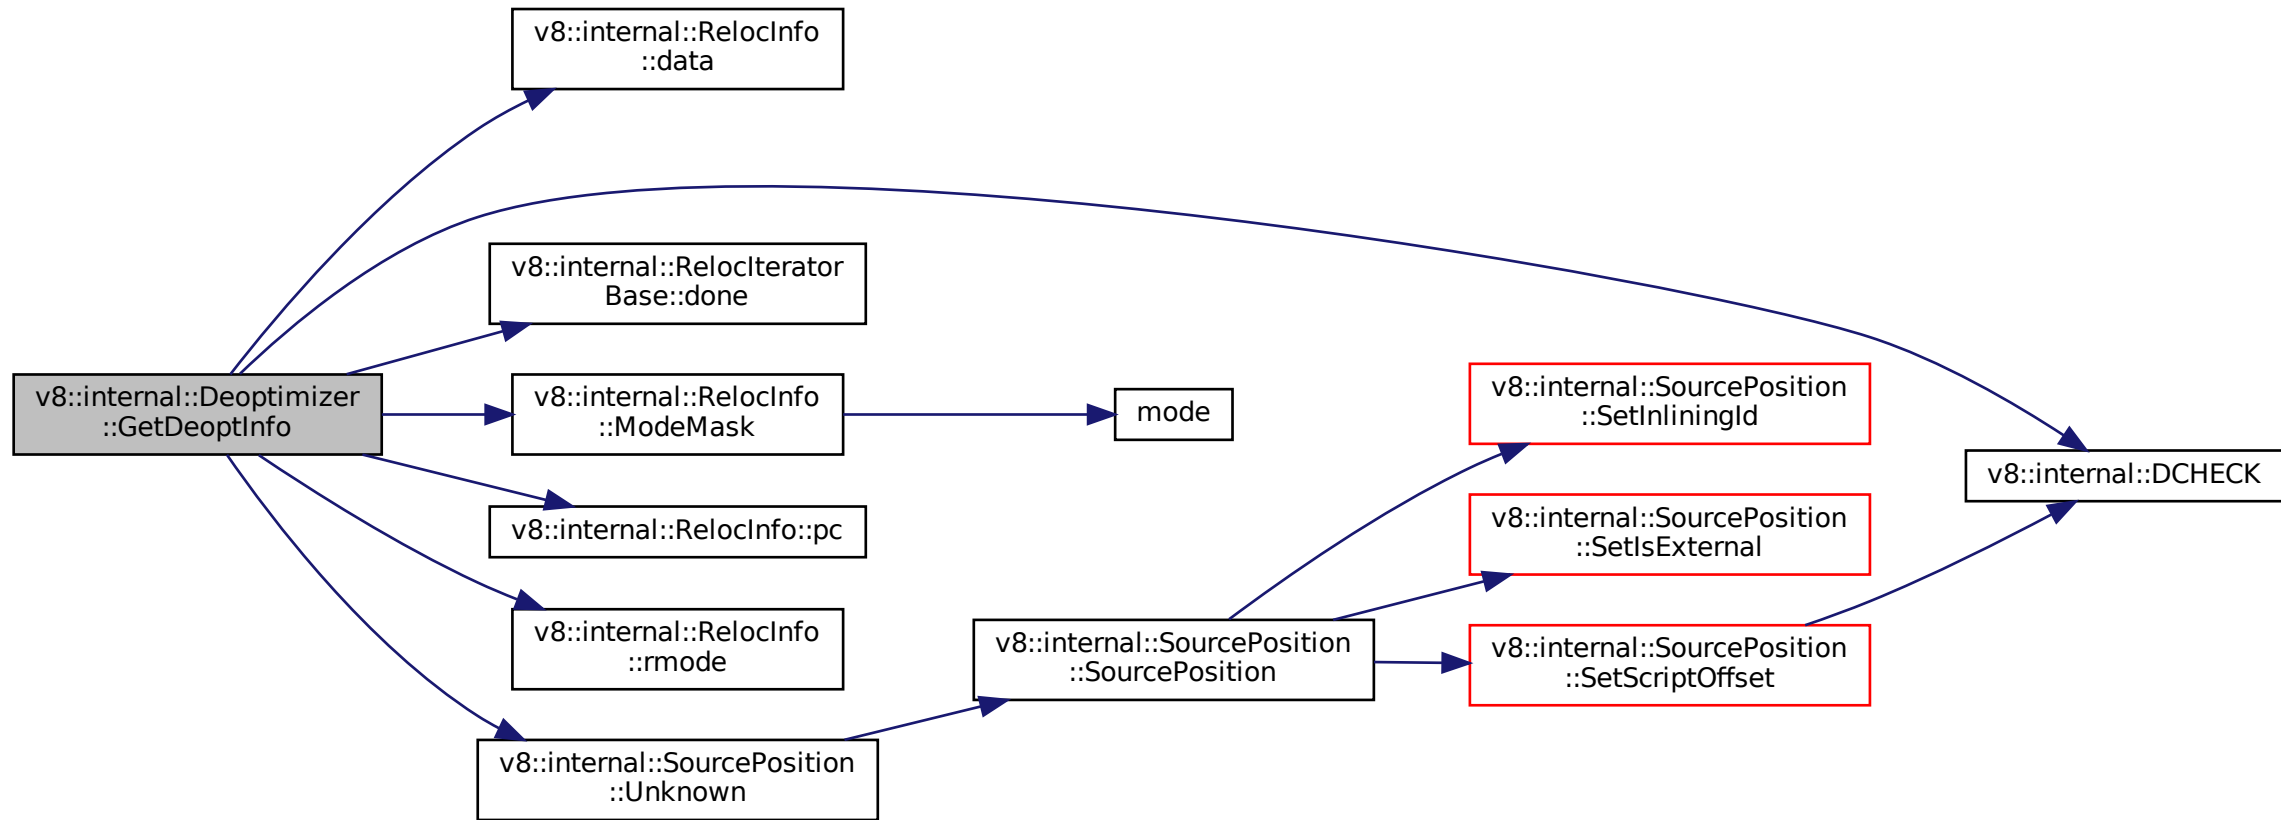 v8::internal::RelocInfo
::data
v8::internal::RelocIterator
Base::done
v8::internal::Deoptimizer
::GetDeoptInfo
v8::internal::RelocInfo
::ModeMask
mode
v8::internal::SourcePosition
::SetInliningId
v8::internal::DCHECK
v8::internal::RelocInfo::pc
v8::internal::SourcePosition
::SetIsExternal
v8::internal::RelocInfo
::rmode
v8::internal::SourcePosition
::SourcePosition
v8::internal::SourcePosition
::SetScriptOffset
v8::internal::SourcePosition
::Unknown